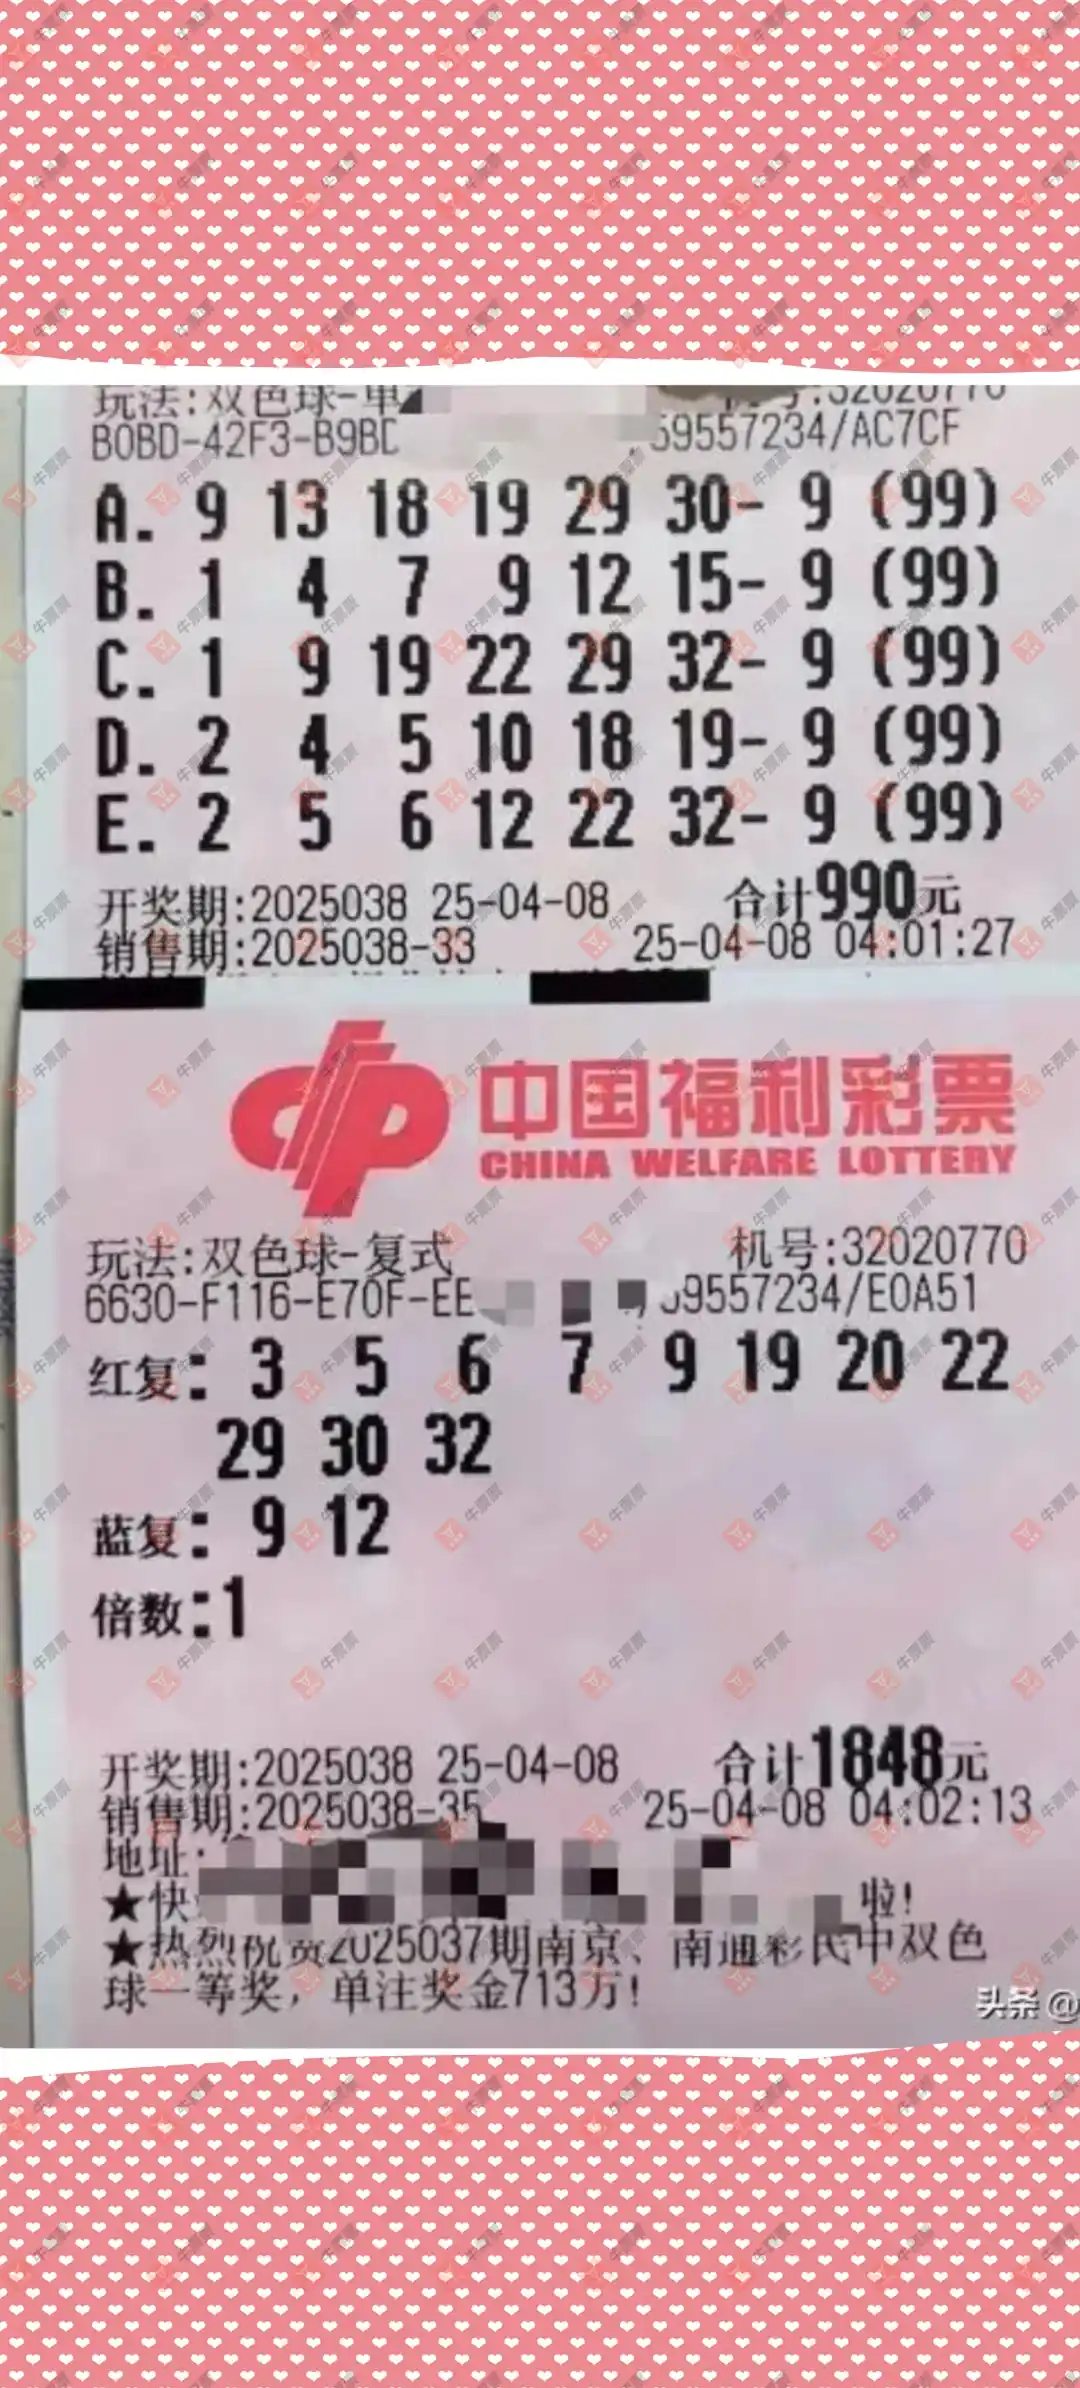 玩法:双色球-单
B0BD-42F3-B9BD 59557234/AC7CF
A. 9 13 18 19 29 30- 9 (99)
B. 1 4 7 9 12 15- 9 (99)
C. 1 9 19 22 29 32- 9 (99)
D. 2 4 5 10 18 19- 9 (99)
E. 2 5 6 12 22 32- 9 (99)
开奖期:2025038 25-04-08 合计990元
销售期:2025038-33 25-04-08 04:01:27
中国福利彩票
CHINA WELFARE LOTTERY
玩法:双色球-复式 机号:32020770
6630-F116-E70F-EE 59557234/E0A51
红复: 3 5 6 7 9 19 20 22
29 30 32
蓝复: 9 12
倍数:1
开奖期:2025038 25-04-08 合计1848元
销售期:2025038-35 25-04-08 04:02:13
地址:
★快 啦!
★热烈祝贺2025037期南京、南通彩民中双色
球一等奖,单注奖金713万!
头条 @
牛票票